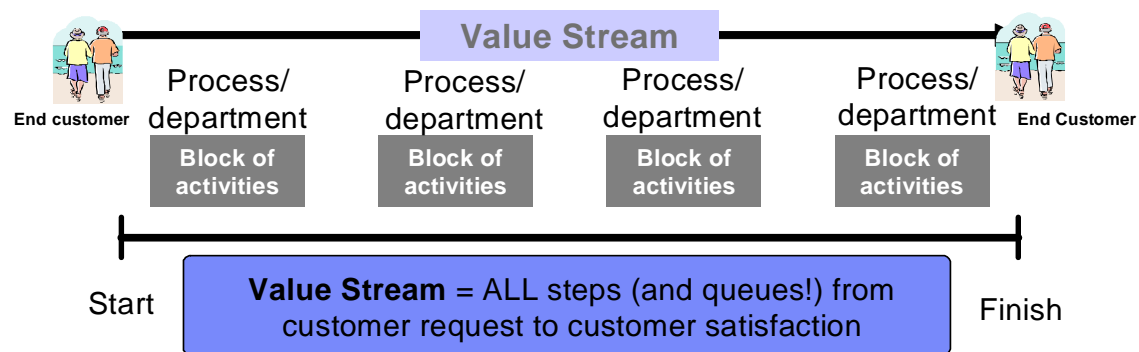 Value Stream
End customer
Process/
department
Block of
activities
Process/
department
Block of
activities
Process/
department
Block of
activities
Process/
department
Block of
activities
End Customer
Start
Value Stream = ALL steps (and queues!) from
customer request to customer satisfaction
Finish